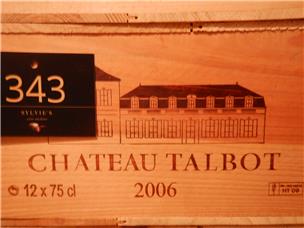 343
SYLVIE'S
CHATEAU TALBOT
12 x 75 cl
2006